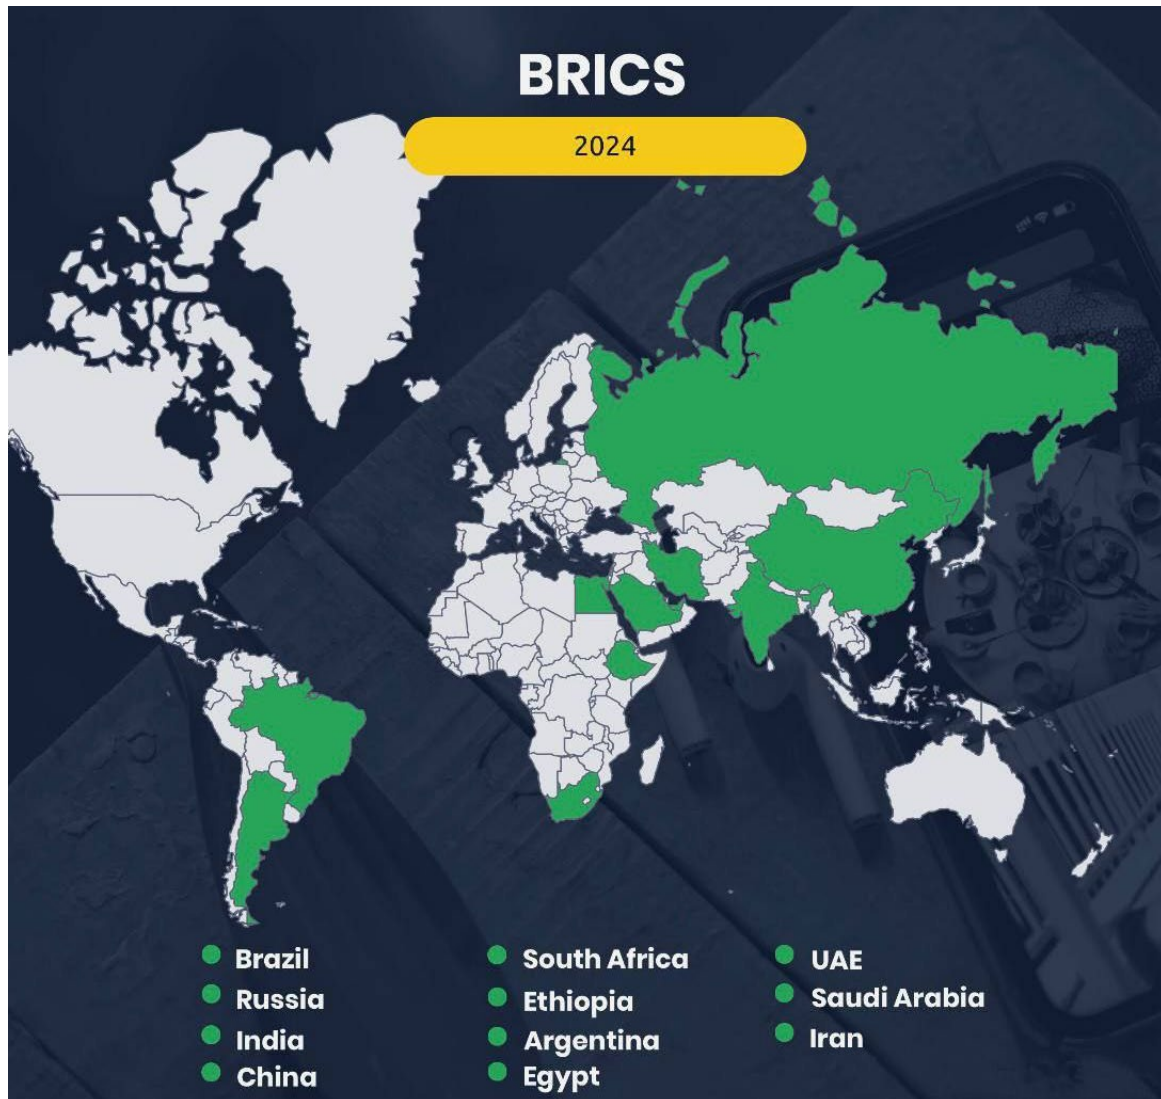 BRICS
2024
Brazil
Russia
India
China
South Africa
Ethiopia
Argentina
Egypt
UAE
Saudi Arabia
Iran